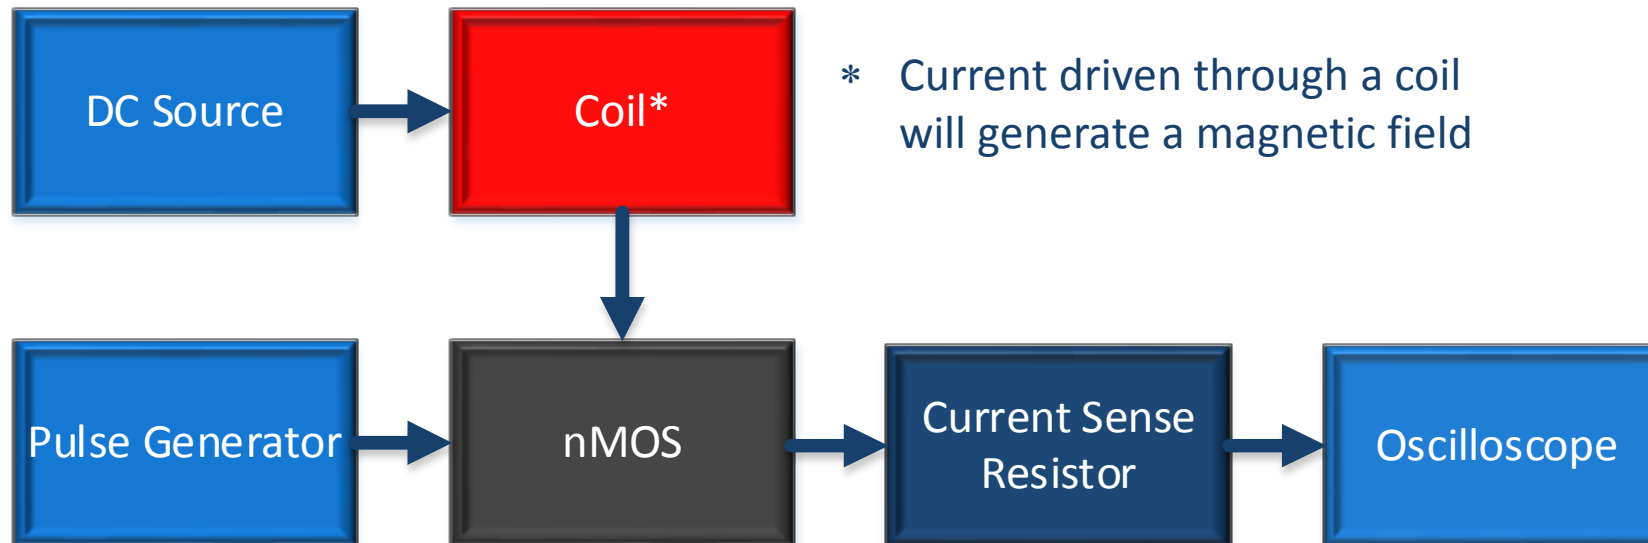 DC Source
Coil*
* Current driven through a coil
will generate a magnetic field
Pulse Generator
nMOS
Current Sense
Resistor
Oscilloscope